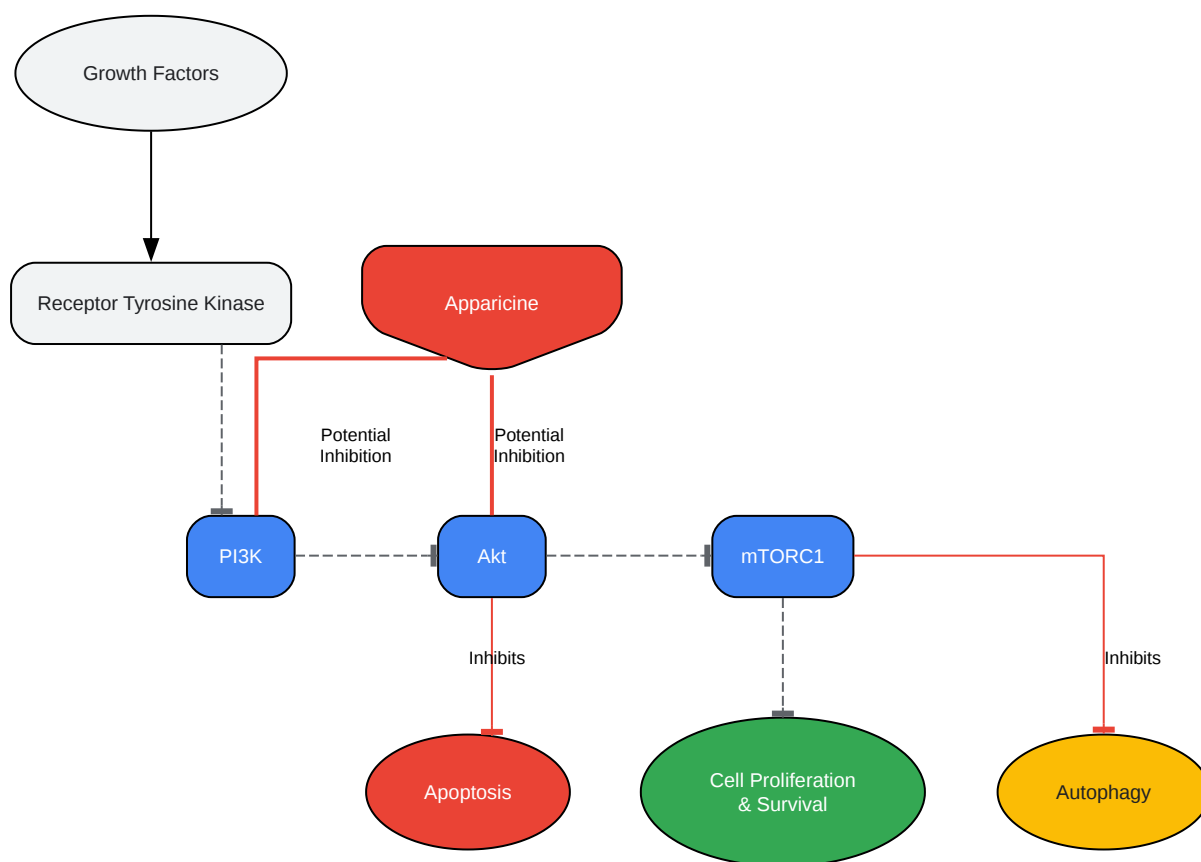 Growth Factors
Receptor Tyrosine Kinase
Apparicine
Potential
Inhibition
Potential
Inhibition
PI3K
Akt
mTORC1
Inhibits
Inhibits
Apoptosis
Cell Proliferation
& Survival
Autophagy